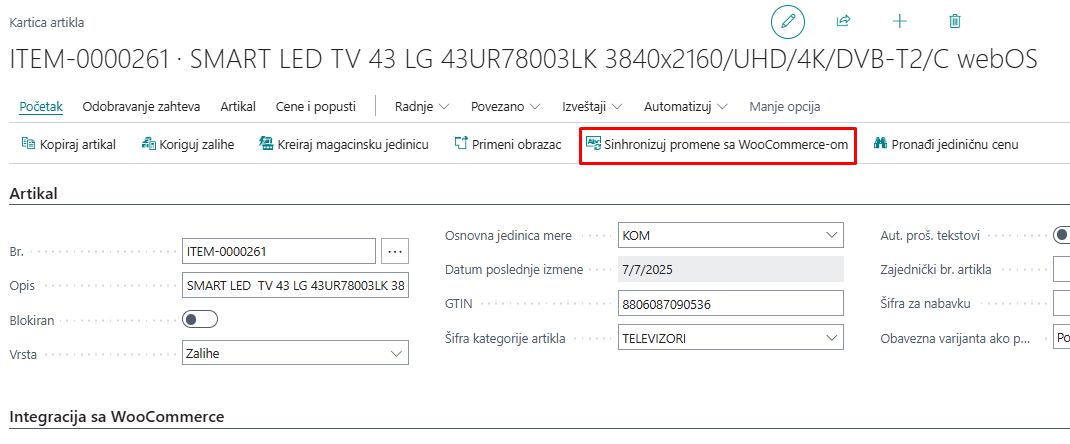 Kartica artikla
ITEM-0000261 · SMART LED TV 43 LG 43UR78003LK 3840x2160/UHD/4K/DVB-T2/C webOS
Početak Odobravanje zahteva Artikal Cene i popusti Radnje Povezano Izveštaji Automatizuj Manje opcija
Kopiraj artikal Koriguj zalihe Kreiraj magacinsku jedinicu Primeni obrazac Sinhronizuj promene sa WooCommerce-om Pronađi jediničnu cenu
Artikal
Br. ITEM-0000261 ...
Opis SMART LED TV 43 LG 43UR78003LK 38
Blokiran
Vrsta Zalihe
Osnovna jedinica mere KOM
Datum poslednje izmene 7/7/2025
GTIN 8806087090536
Šifra kategorije artikla TELEVIZORI
Aut. proš. tekstovi
Zajednički br. artikla
Šifra za nabavku
Obavezna varijanta ako p... Po
Integracija sa WooCommerce